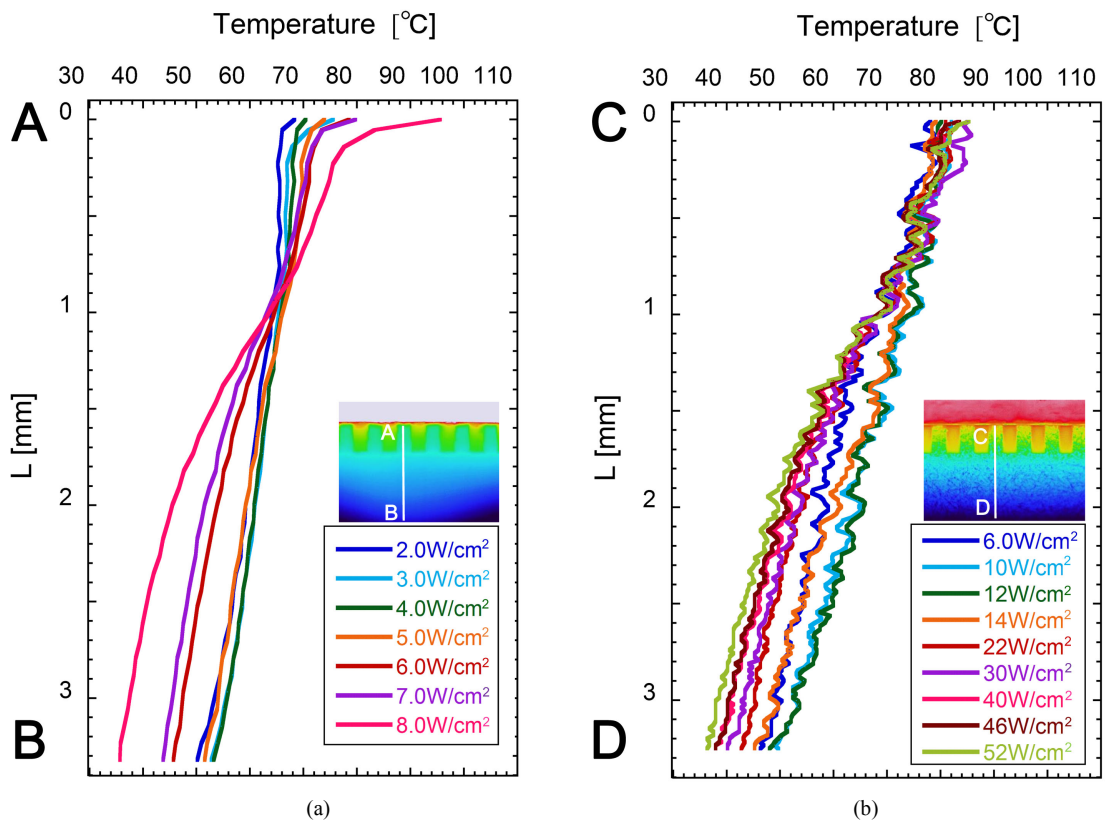 Temperature [℃]
30 40 50 60 70 80 100 110
A
0
1
2
3
L [mm]
B
A
B
2.0W/cm²
3.0W/cm²
4.0W/cm²
5.0W/cm²
6.0W/cm²
7.0W/cm²
8.0W/cm²
(a)
Temperature [℃]
30 40 50 60 70 80 90 100 110
C
0
1
2
3
L [mm]
D
C
D
6.0W/cm²
10W/cm²
12W/cm²
14W/cm²
22W/cm²
30W/cm²
40W/cm²
46W/cm²
52W/cm²
(b)